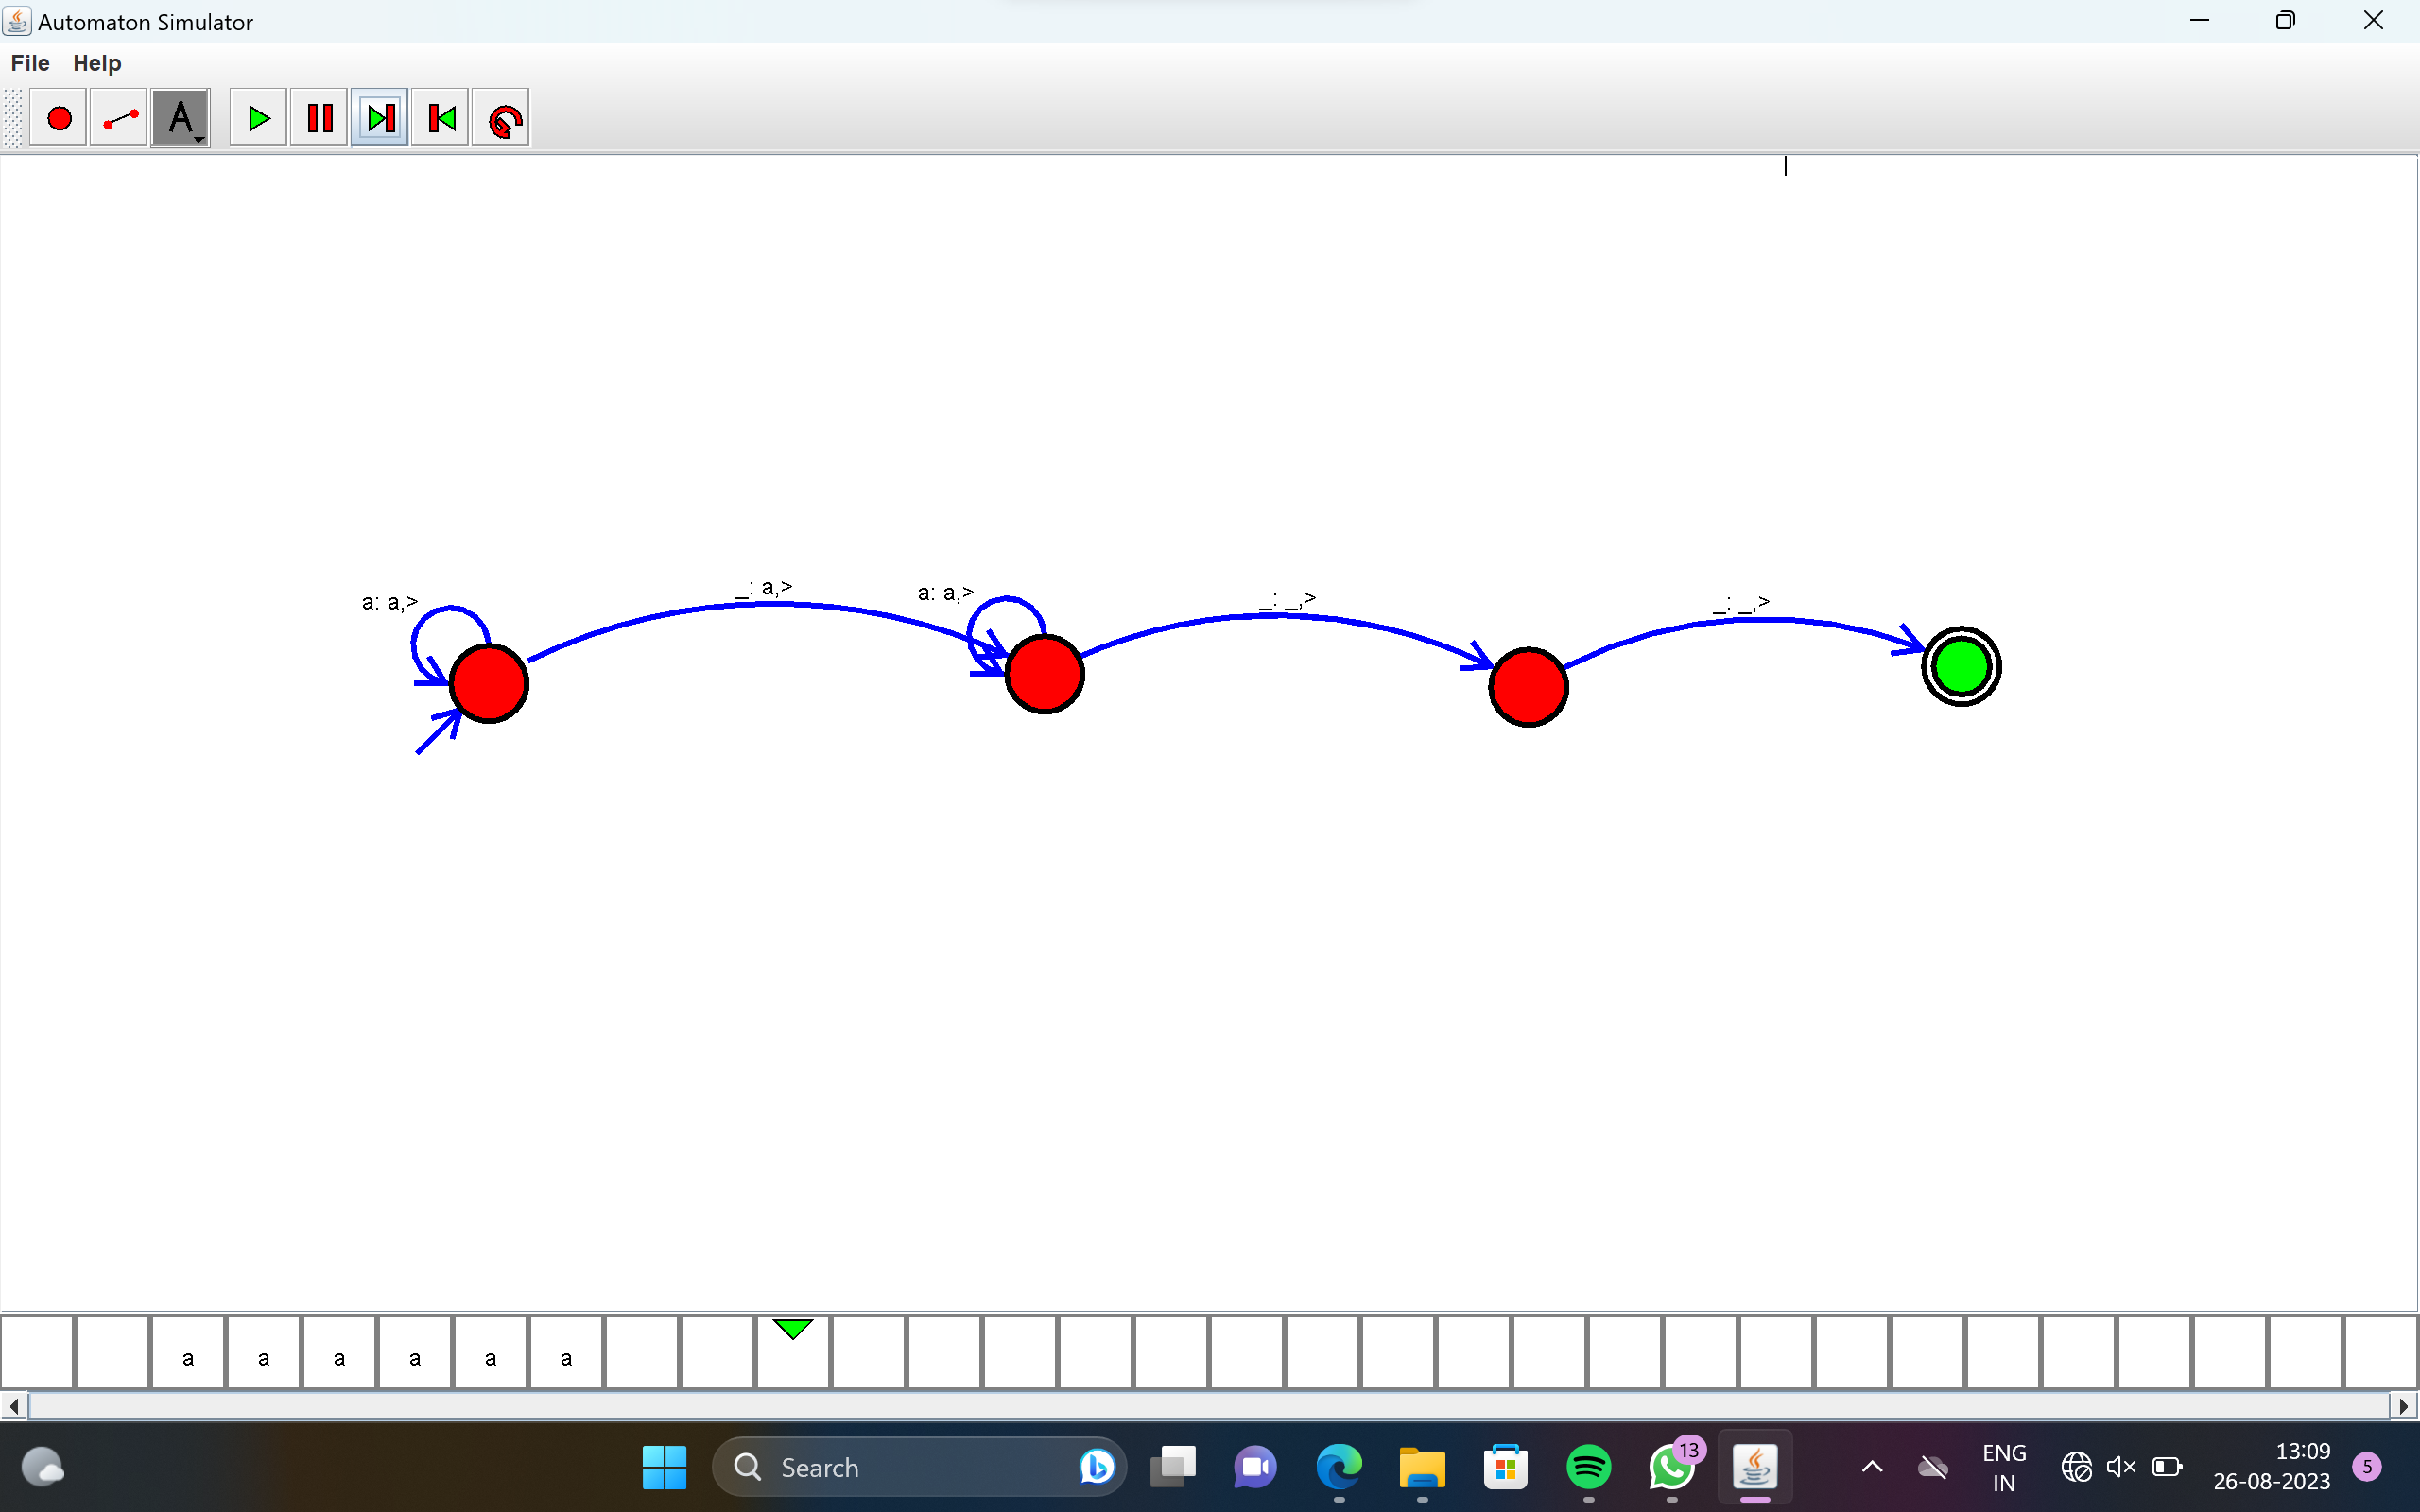 Automaton Simulator
File Help
A
a: a,>
_: a,>
a: a,>
_: _,>
_: _,>
a a a a a a
Search
13
ENG
IN
13:09
26-08-2023
5